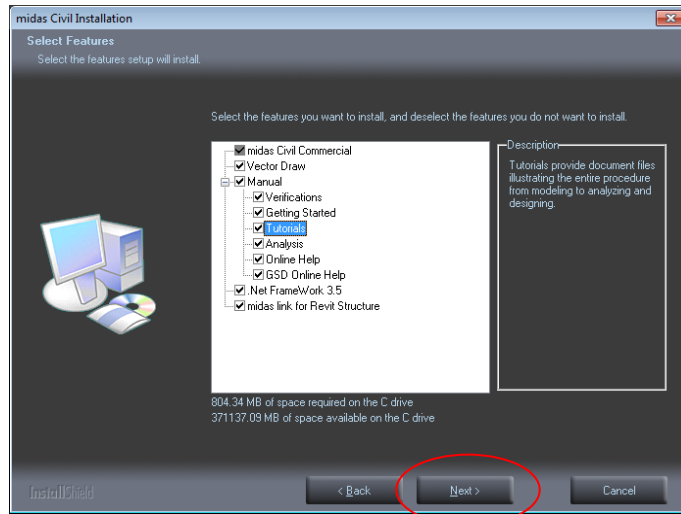 midas Civil Installation
Select Features
Select the features setup will install.
Select the features you want to install, and deselect the features you do not want to install.
midas Civil Commercial
Vector Draw
Manual
Verifications
Getting Started
Tutorials
Analysis
Online Help
GSD Online Help
.Net FrameWork 3.5
midas link for Revit Structure
Description
Tutorials provide document files
illustrating the entire procedure
from modeling to analyzing and
designing.
804.34 MB of space required on the C drive
371137.09 MB of space available on the C drive
InstallShield
< Back
Next >
Cancel